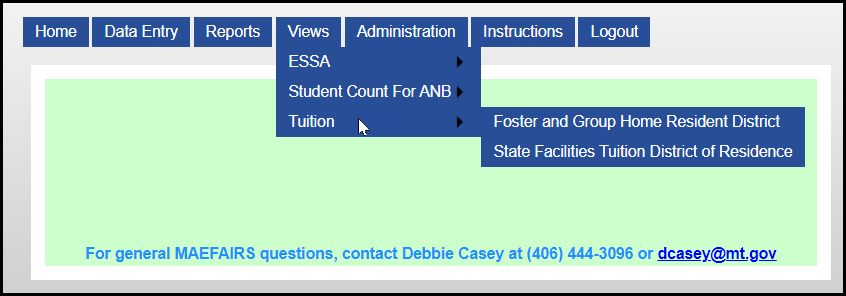 Home Data Entry Reports Views Administration Instructions Logout
ESSA
Student Count For ANB
Tuition
Foster and Group Home Resident District
State Facilities Tuition District of Residence
For general MAEFAIRS questions, contact Debbie Casey at (406) 444-3096 or dcasey@mt.gov